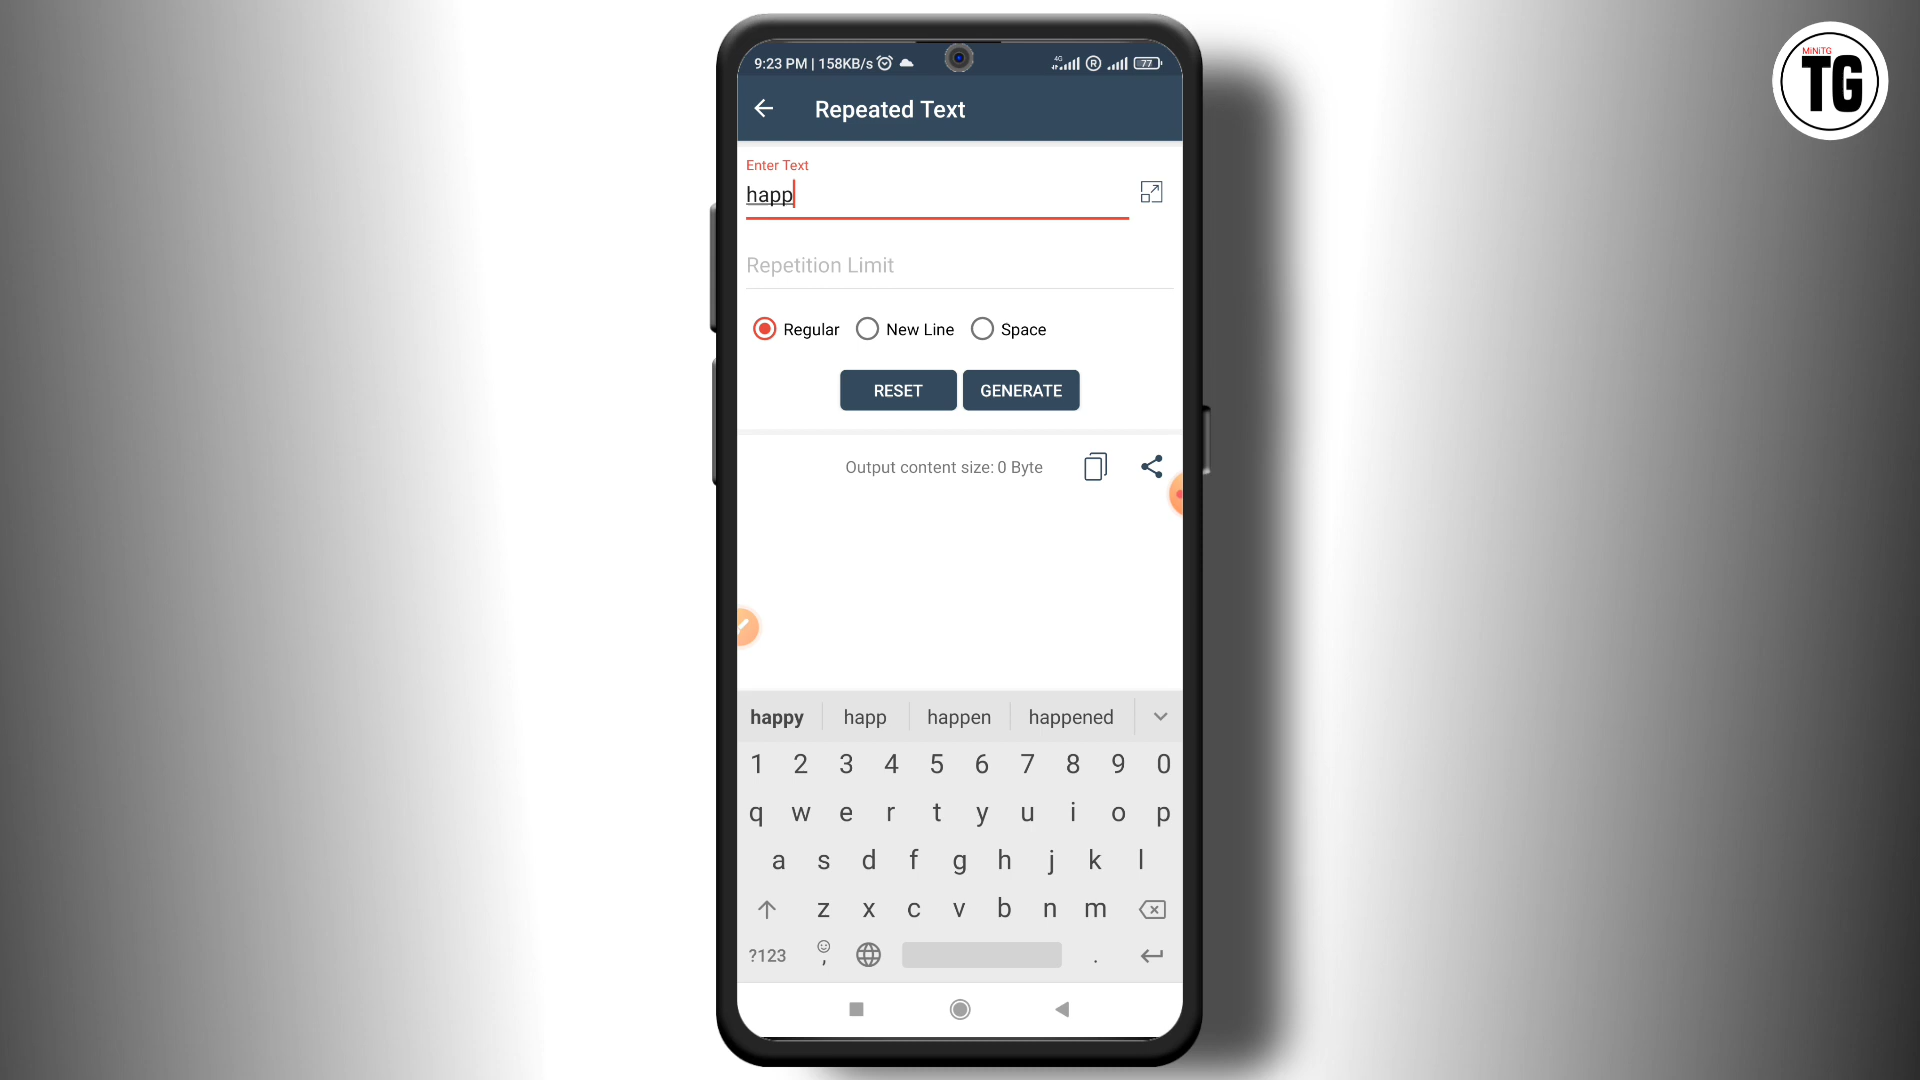 MiNiTG
TG
9:23 PM | 158KB/s
4G
R
77
Repeated Text
Enter Text
happ
Repetition Limit
Regular New Line Space
RESET GENERATE
Output content size: 0 Byte
happy happ happen happened
1 2 3 4 5 6 7 8 9 0
q w e r t y u i o p
a s d f g h j k l
z x c v b n m
?123 , .